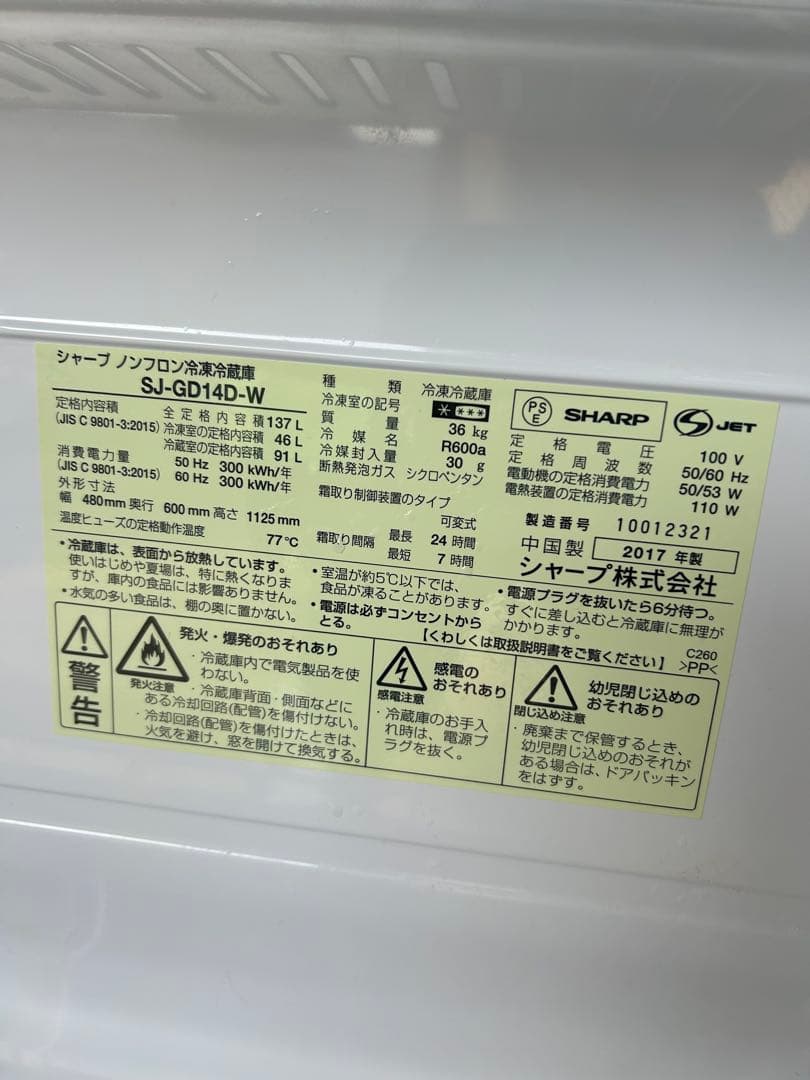 シャープ ノンフロン冷凍冷蔵庫
SJ-GD14D-W
定格内容積
(JIS C 9801-3:2015)
全定格内容積 137 L
冷凍室の定格内容積 46 L
冷蔵室の定格内容積 91 L
消費電力量
(JIS C 9801-3:2015)
50 Hz 300 kWh/年
60 Hz 300 kWh/年
外形寸法
幅 480mm 奥行 600mm 高さ 1125mm
温度ヒューズの定格動作温度 77℃
種類 冷凍冷蔵庫
冷凍室の記号 * ***
質量 36 kg
冷媒名 R600a
冷媒封入量 30 g
断熱発泡ガス シクロペンタン
霜取り制御装置のタイプ
可変式
霜取り間隔 最長 24 時間
最短 7 時間
PSE SHARP JET
定格電圧 100 V
定格周波数 50/60 Hz
電動機の定格消費電力 50/53 W
電熱装置の定格消費電力 110 W
製造番号 10012321
中国製 2017 年製
シャープ株式会社
・冷蔵庫は、表面から放熱しています。
使いはじめや夏場は、特に熱くなりま
すが、庫内の食品には影響ありません。
・水気の多い食品は、棚の奥に置かない。
・室温が約5℃以下では、
食品が凍ることがあります。
・電源は必ずコンセントから
とる。
・電源プラグを抜いたら6分待つ。
すぐに差し込むと冷蔵庫に無理が
かかります。
【くわしくは取扱説明書をご覧ください】
C260
>PP<
警告
発火注意
発火・爆発のおそれあり
・冷蔵庫内で電気製品を使
わない。
・冷蔵庫背面・側面などに
ある冷却回路(配管)を傷付けない。
・冷却回路(配管)を傷付けたときは、
火気を避け、窓を開けて換気する。
感電注意
感電の
おそれあり
・冷蔵庫のお手入
れ時は、電源プ
ラグを抜く。
閉じ込め注意
幼児閉じ込めの
おそれあり
・廃棄まで保管するとき、
幼児閉じ込めのおそれが
ある場合は、ドアパッキン
をはずす。